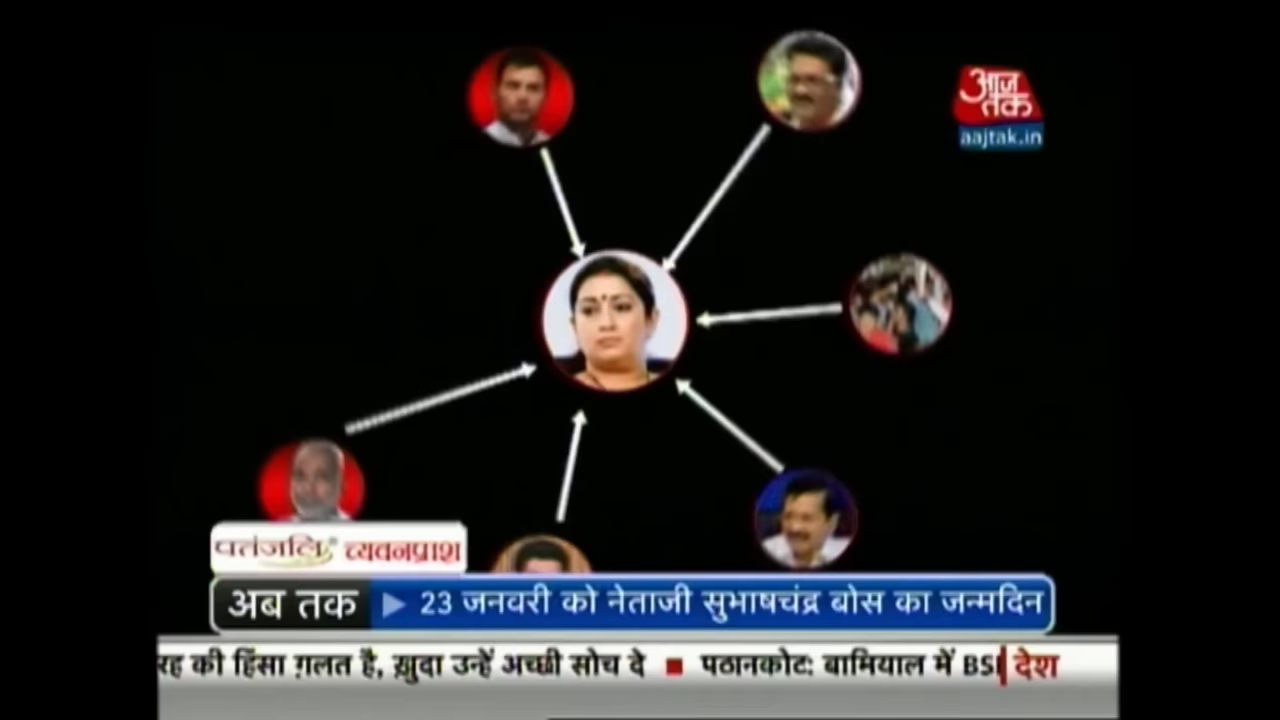 आज
तक
aajtak.in
पतंजलि® च्यवनप्राश
अब तक
23 जनवरी को नेताजी सुभाषचंद्र बोस का जन्मदिन
रह की हिंसा ग़लत है, ख़ुदा उन्हें अच्छी सोच दे ■ पठानकोट: बामियाल में BS
देश